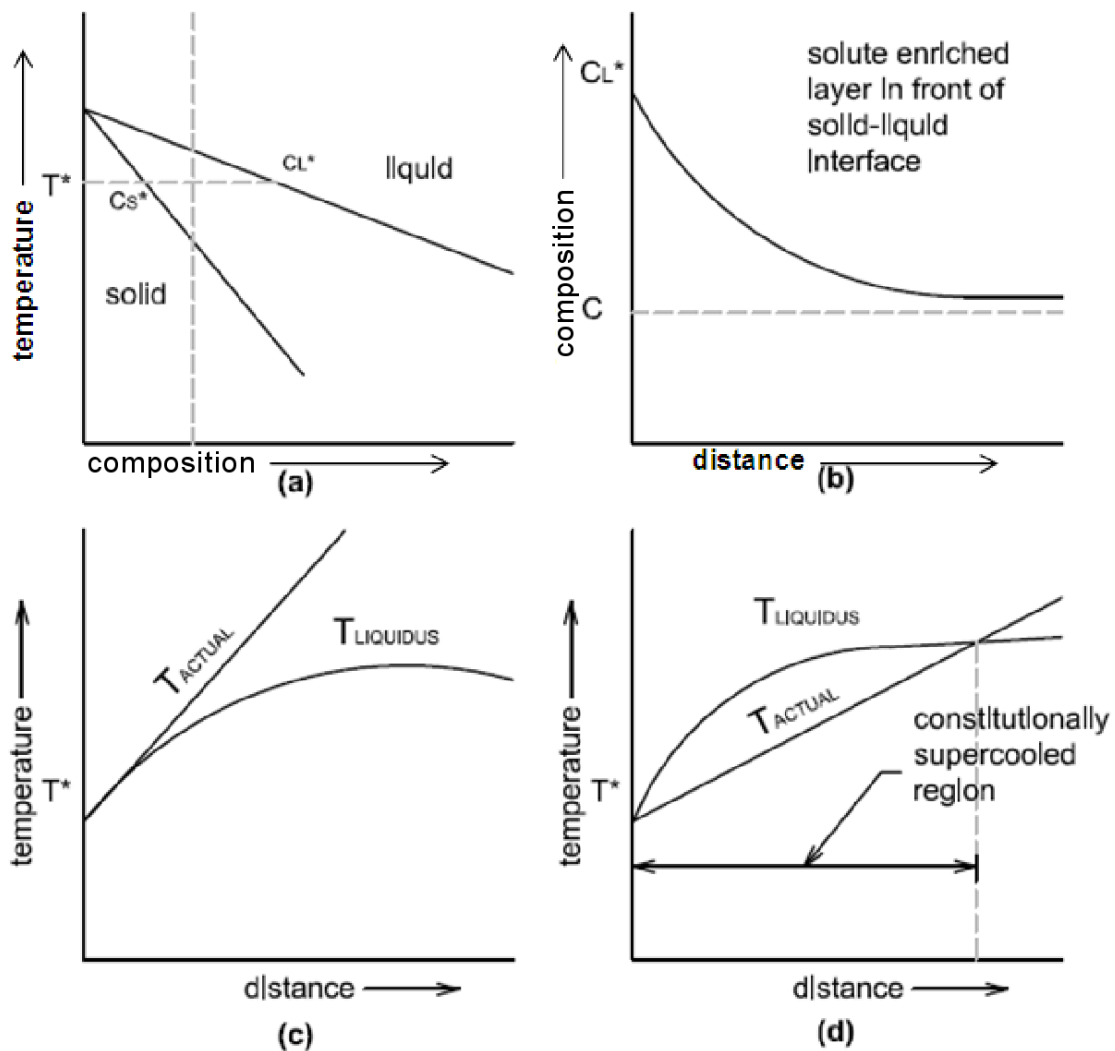 temperature
T*
CL*
Cs*
liquid
solid
composition
(a)
composition
CL*
C
solute enriched
layer in front of
solid-liquid
interface
distance
(b)
temperature
T*
TACTUAL
TLIQUIDUS
distance
(c)
temperature
T*
TLIQUIDUS
TACTUAL
constitutionally
supercooled
region
distance
(d)